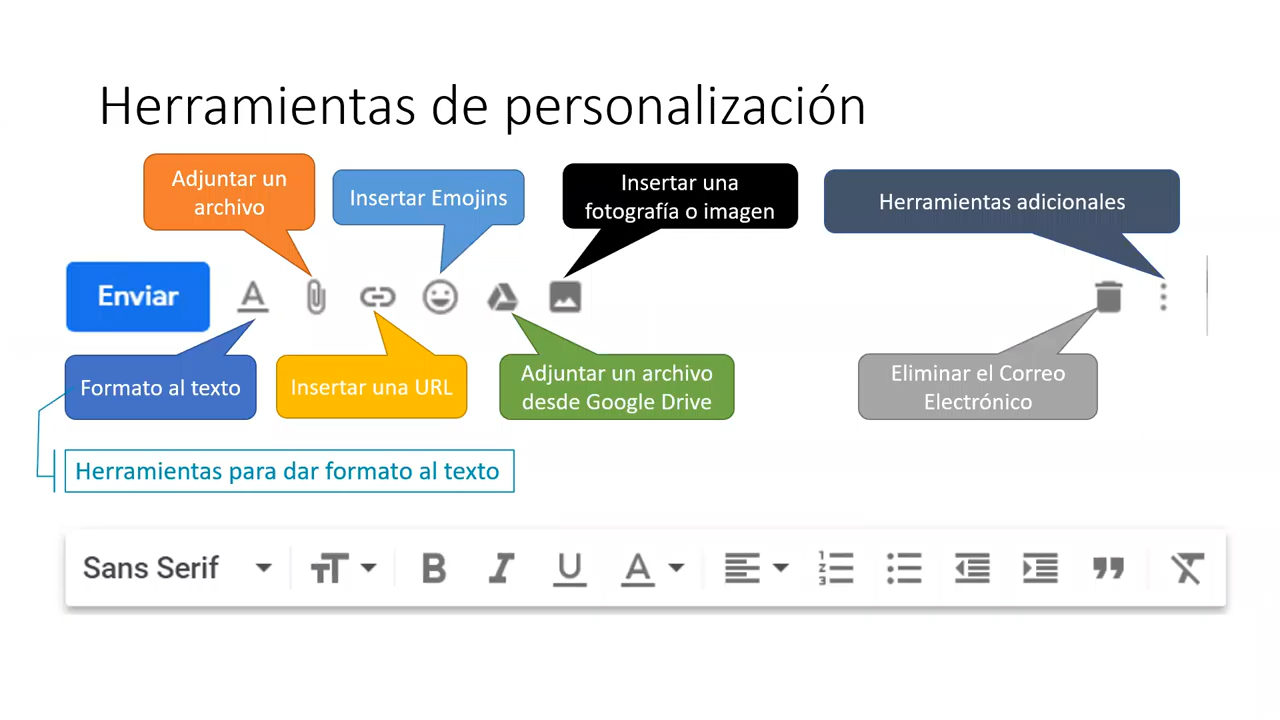 Herramientas de personalización
Adjuntar un
archivo
Insertar Emojins
Insertar una
fotografía o imagen
Herramientas adicionales
Enviar
Formato al texto
Insertar una URL
Adjuntar un archivo
desde Google Drive
Eliminar el Correo
Electrónico
Herramientas para dar formato al texto
Sans Serif